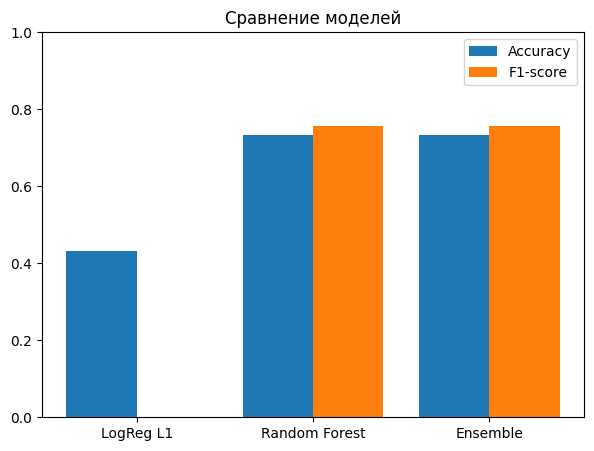 Сравнение моделей
Accuracy
F1-score
1.0
0.8
0.6
0.4
0.2
0.0
LogReg L1
Random Forest
Ensemble